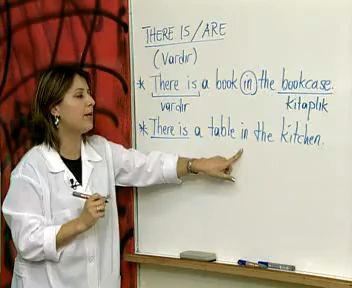 THERE IS/ARE
(Vardır)
* There is a book in the bookcase.
vardır kitaplık
* There is a table in the kitchen.